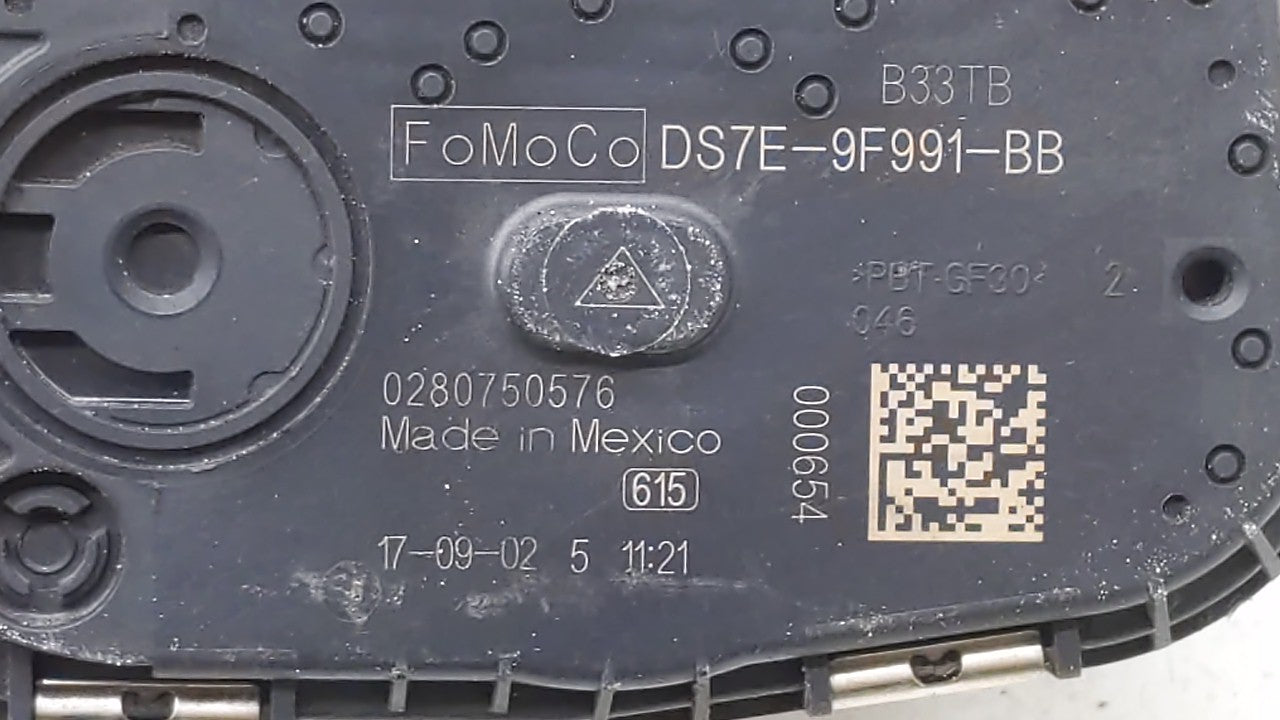 B33TB
FoMoCo DS7E-9F991-BB
>PBT-GF30< 2
046
0280750576
Made in Mexico
615
000654
17-09-02 5 11:21